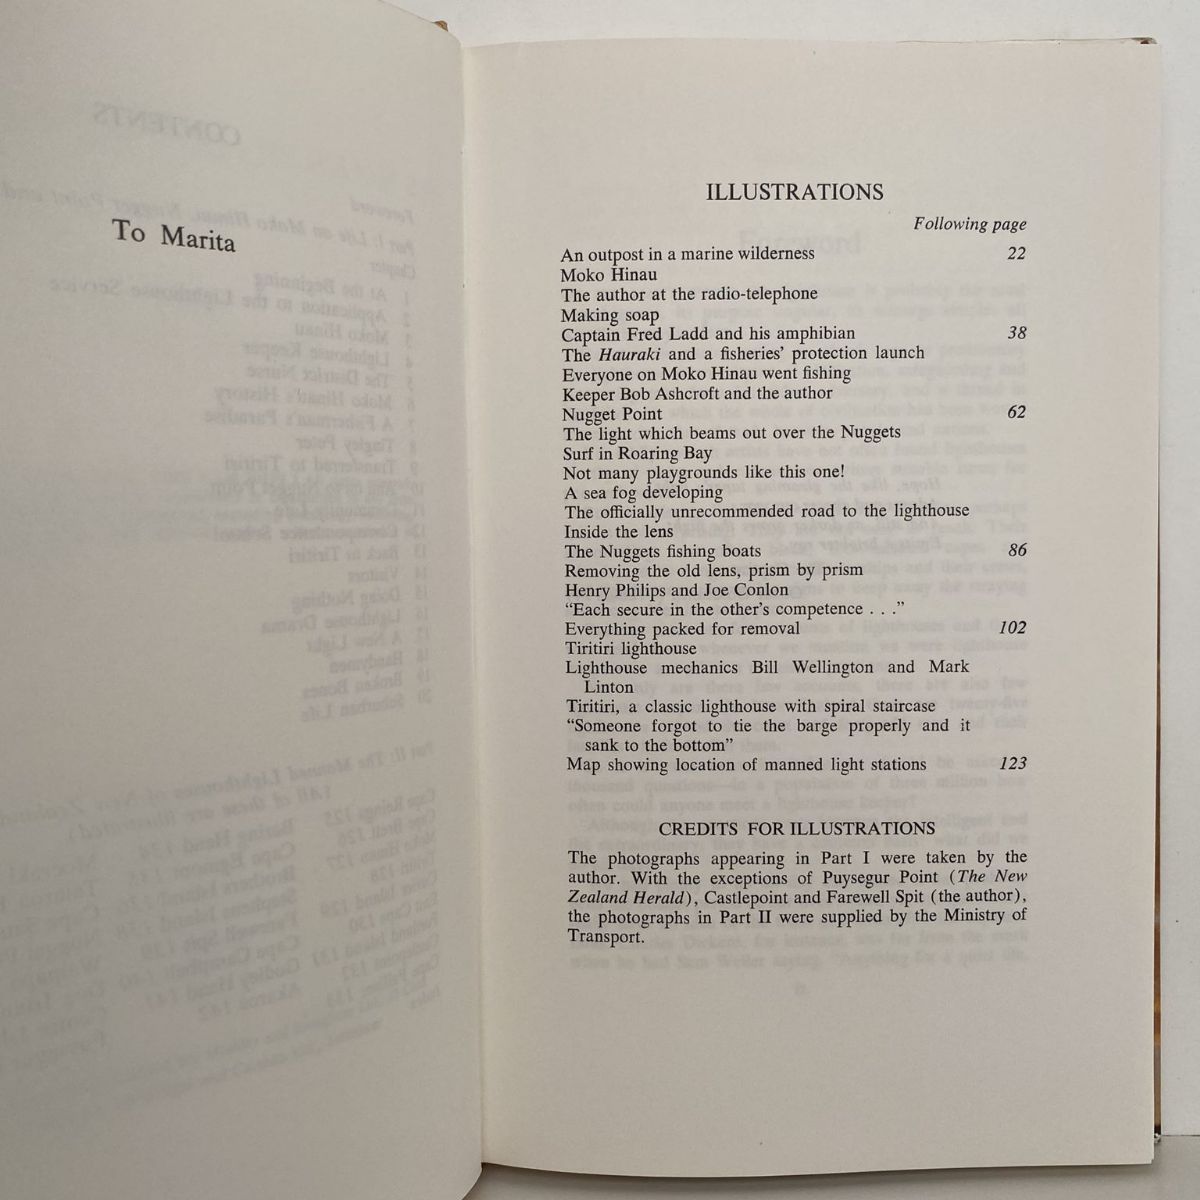 To Marita
ILLUSTRATIONS
Following page
An outpost in a marine wilderness 22
Moko Hinau
The author at the radio-telephone
Making soap
Captain Fred Ladd and his amphibian 38
The Hauraki and a fisheries' protection launch
Everyone on Moko Hinau went fishing
Keeper Bob Ashcroft and the author
Nugget Point 62
The light which beams out over the Nuggets
Surf in Roaring Bay
Not many playgrounds like this one!
A sea fog developing
The officially unrecommended road to the lighthouse
Inside the lens
The Nuggets fishing boats 86
Removing the old lens, prism by prism
Henry Philips and Joe Conlon
“Each secure in the other's competence . . .”
Everything packed for removal 102
Tiritiri lighthouse
Lighthouse mechanics Bill Wellington and Mark
Linton
Tiritiri, a classic lighthouse with spiral staircase
“Someone forgot to tie the barge properly and it
sank to the bottom”
Map showing location of manned light stations 123
CREDITS FOR ILLUSTRATIONS
The photographs appearing in Part I were taken by the
author. With the exceptions of Puysegur Point (The New
Zealand Herald), Castlepoint and Farewell Spit (the author),
the photographs in Part II were supplied by the Ministry of
Transport.